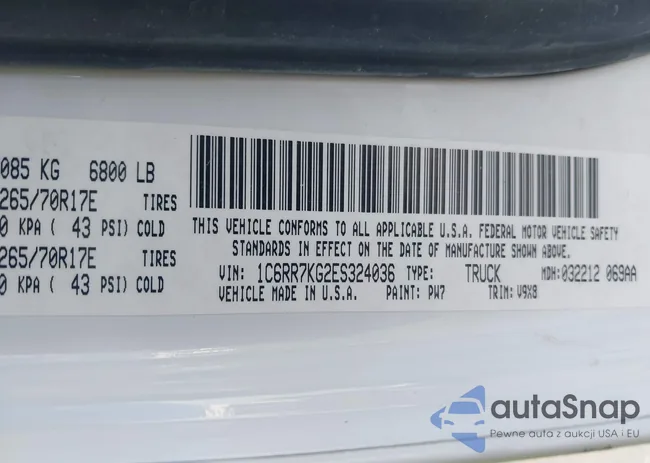 085 KG 6800 LB
265/70R17E TIRES
0 KPA ( 43 PSI) COLD
265/70R17E TIRES
0 KPA ( 43 PSI) COLD
THIS VEHICLE CONFORMS TO ALL APPLICABLE U.S.A. FEDERAL MOTOR VEHICLE SAFETY
STANDARDS IN EFFECT ON THE DATE OF MANUFACTURE SHOWN ABOVE.
VIN: 1C6RR7KG2ES324036 TYPE: TRUCK MDH: 032212 069AA
VEHICLE MADE IN U.S.A. PAINT: PW7 TRIM: V9X8
autaSnap
Pewne auta z aukcji USA i EU